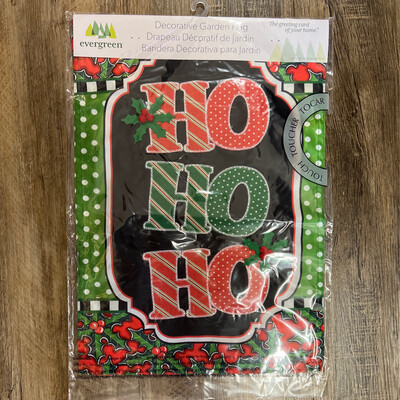 evergreen
Decorative Garden Flag
Drapeau Décoratif de Jardin
Bandera Decorativa para Jardín
The greeting card
of your home.™
TOUCH TOUCHER TOCAR
HO
HO
HO